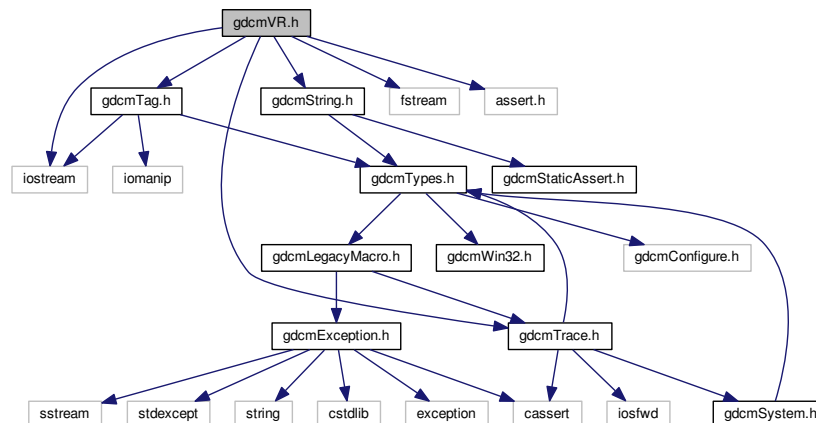 gdcmVR.h
gdcmTag.h
gdcmString.h
fstream
assert.h
iostream
iomanip
gdcmTypes.h
gdcmStaticAssert.h
gdcmLegacyMacro.h
gdcmWin32.h
gdcmConfigure.h
gdcmException.h
gdcmTrace.h
sstream
stdexcept
string
cstdlib
exception
cassert
iosfwd
gdcmSystem.h